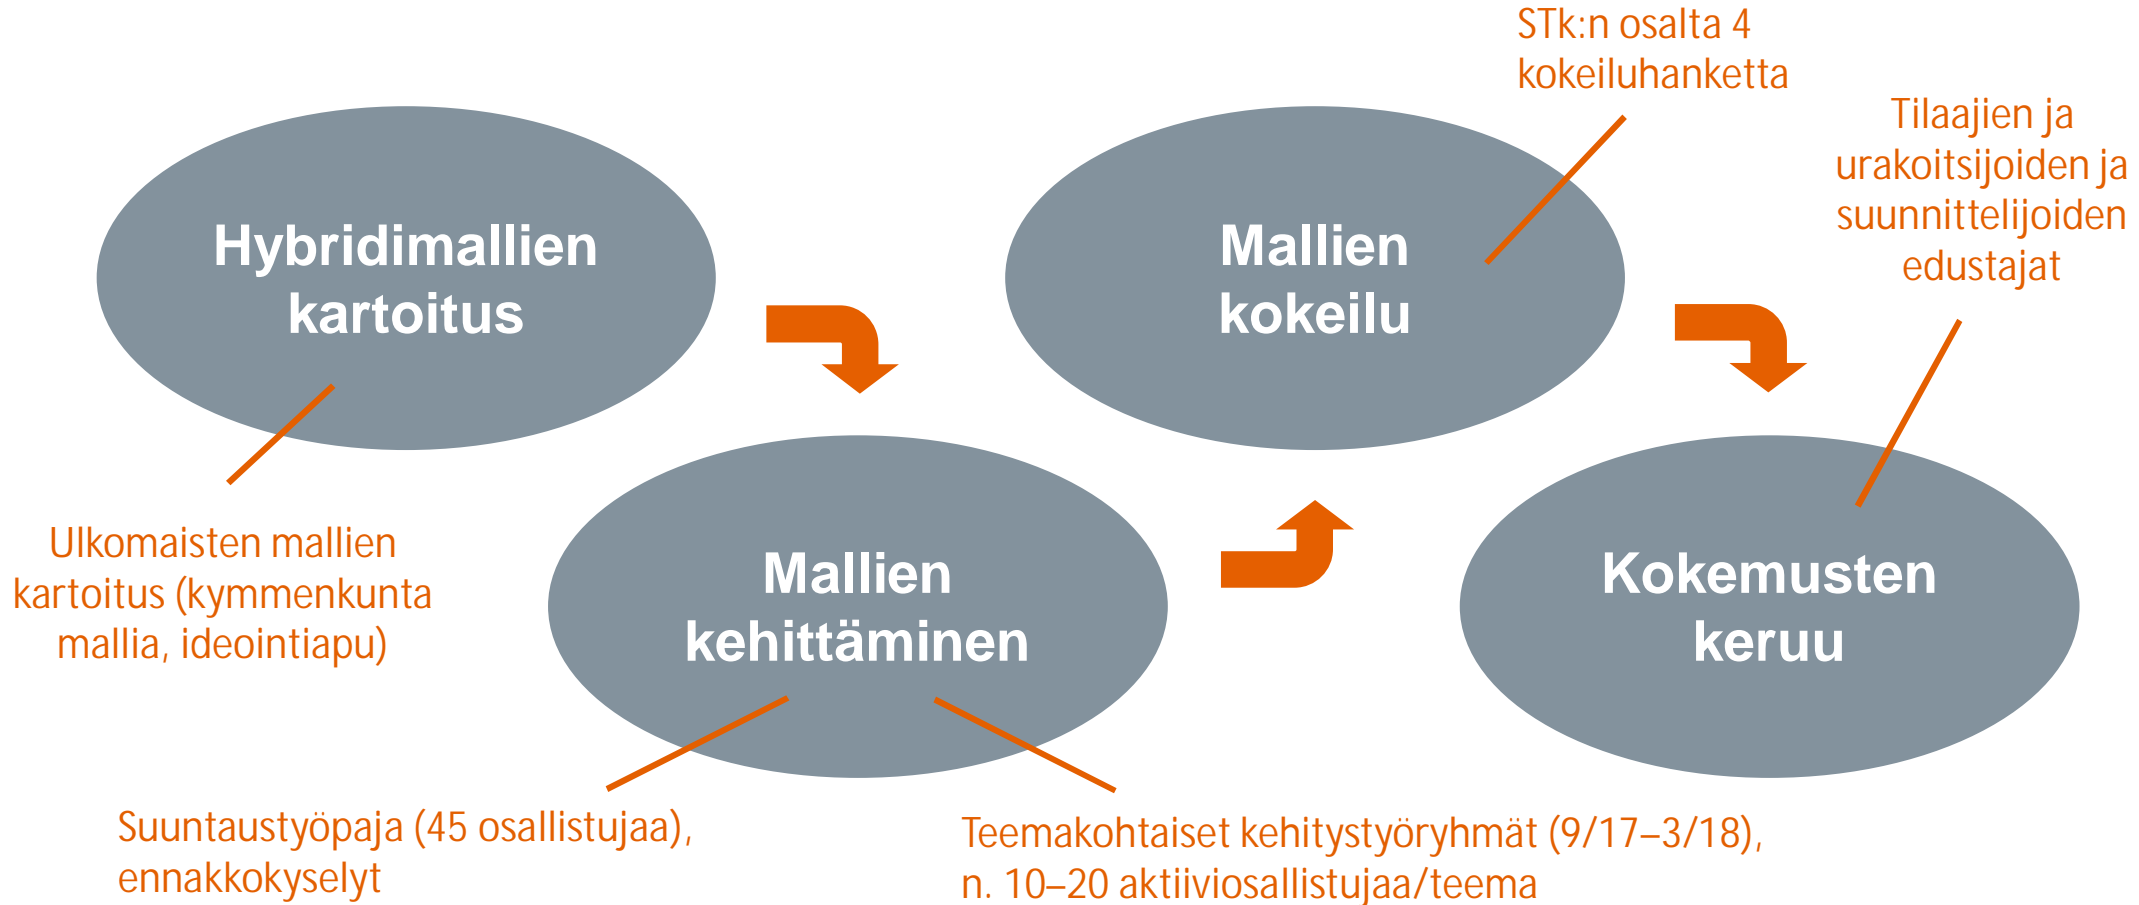 STk:n osalta 4
kokeiluhanketta
Tilaajien ja
urakoitsijoiden ja
suunnittelijoiden
edustajat
Hybridimallien
kartoitus
Mallien
kokeilu
Ulkomaisten mallien
kartoitus (kymmenkunta
mallia, ideointiapu)
Mallien
kehittäminen
Kokemusten
keruu
Suuntaustyöpaja (45 osallistujaa),
ennakkokyselyt
Teemakohtaiset kehitystyöryhmät (9/17–3/18),
n. 10–20 aktiiviosallistujaa/teema